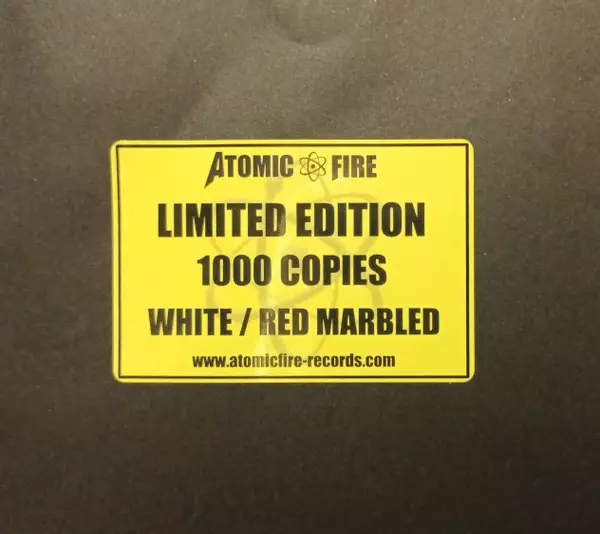 ATOMIC FIRE
LIMITED EDITION
1000 COPIES
WHITE / RED MARBLED
www.atomicfire-records.com